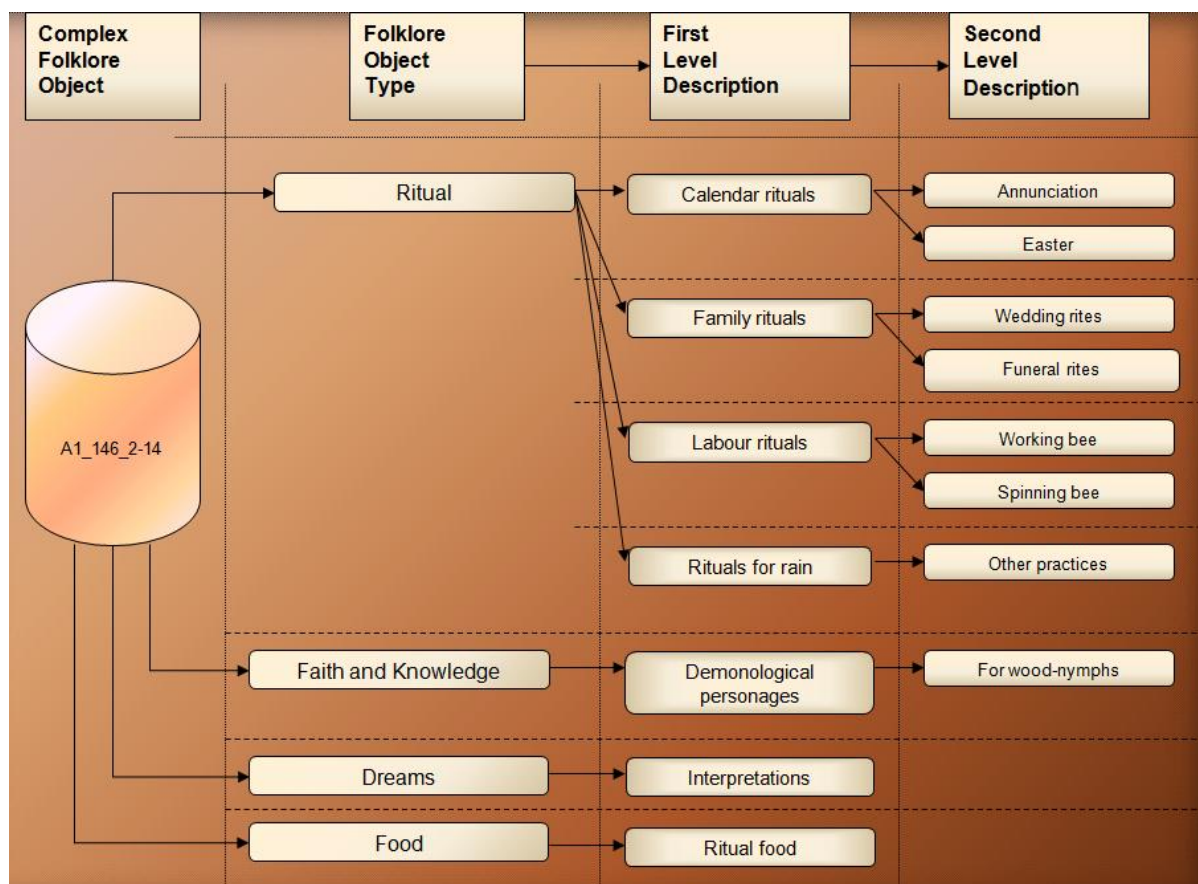 Complex
Folklore
Object
Folklore
Object
Type
First
Level
Description
Second
Level
Description
Ritual
Calendar rituals
Annunciation
Easter
Family rituals
Wedding rites
Funeral rites
A1_146_2-14
Labour rituals
Working bee
Spinning bee
Rituals for rain
Other practices
Faith and Knowledge
Demonological
personages
For wood-nymphs
Dreams
Interpretations
Food
Ritual food